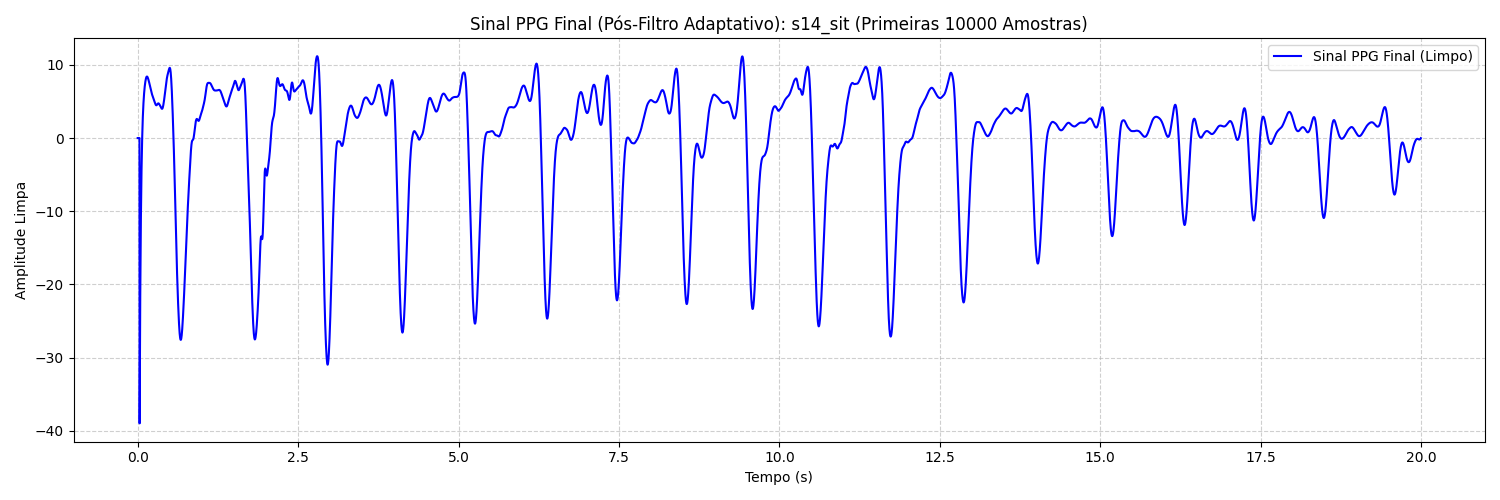 Sinal PPG Final (Pós-Filtro Adaptativo): s14_sit (Primeiras 10000 Amostras)
Sinal PPG Final (Limpo)
Amplitude Limpa
10
0
−10
−20
−30
−40
0.0 2.5 5.0 7.5 10.0 12.5 15.0 17.5 20.0
Tempo (s)